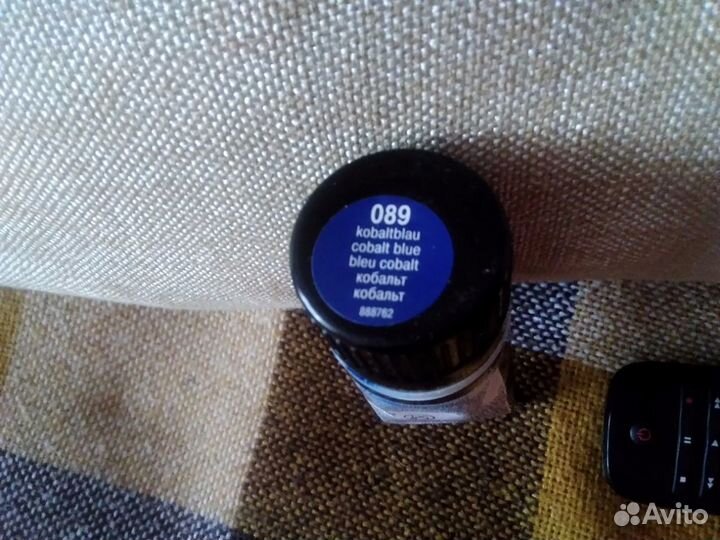 089
kobaltblau
cobalt blue
bleu cobalt
кобальт
кобальт
888762
Avito